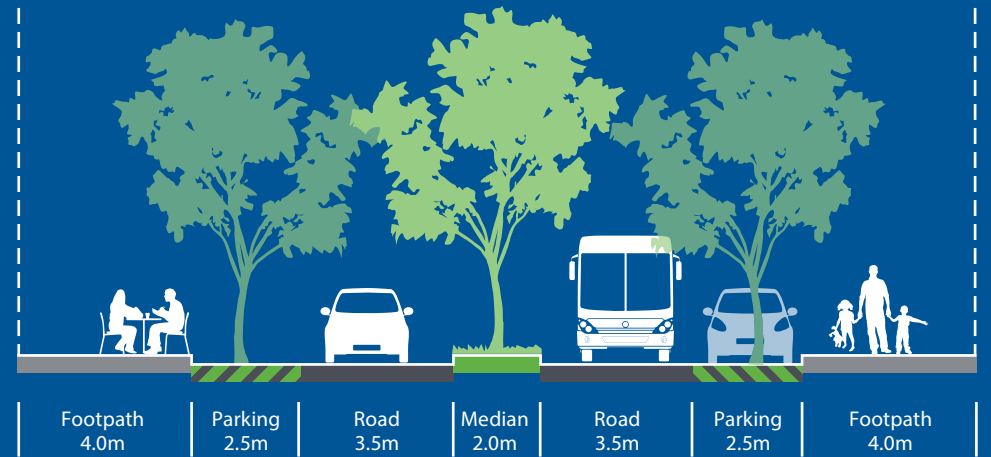 Footpath
4.0m
Parking
2.5m
Road
3.5m
Median
2.0m
Road
3.5m
Parking
2.5m
Footpath
4.0m